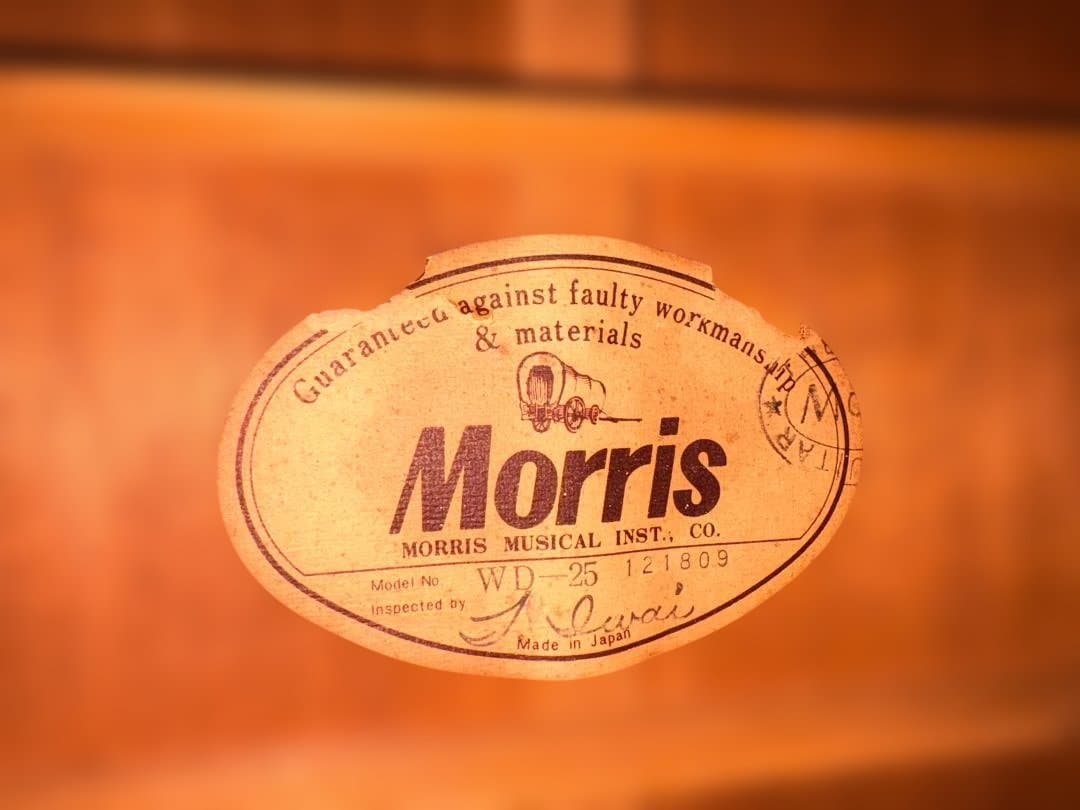 Guaranteed against faulty workmanship
& materials
Morris
MORRIS MUSICAL INST., CO.
Model No WD-25 121809
Inspected by
Made in Japan